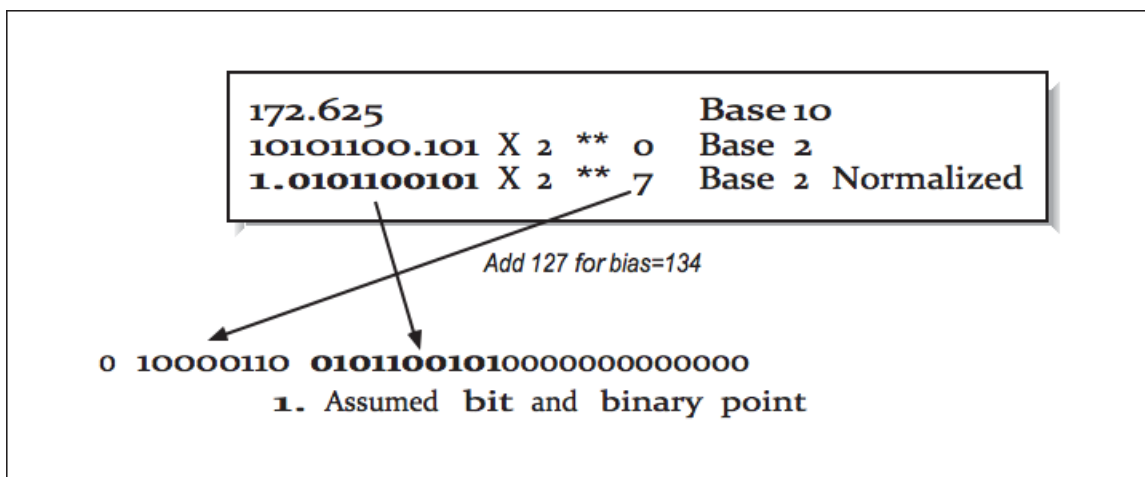 172.625 Base 10
10101100.101 X 2 ** 0 Base 2
1.0101100101 X 2 ** 7 Base 2 Normalized
Add 127 for bias=134
0 10000110 01011001010000000000000
1. Assumed bit and binary point